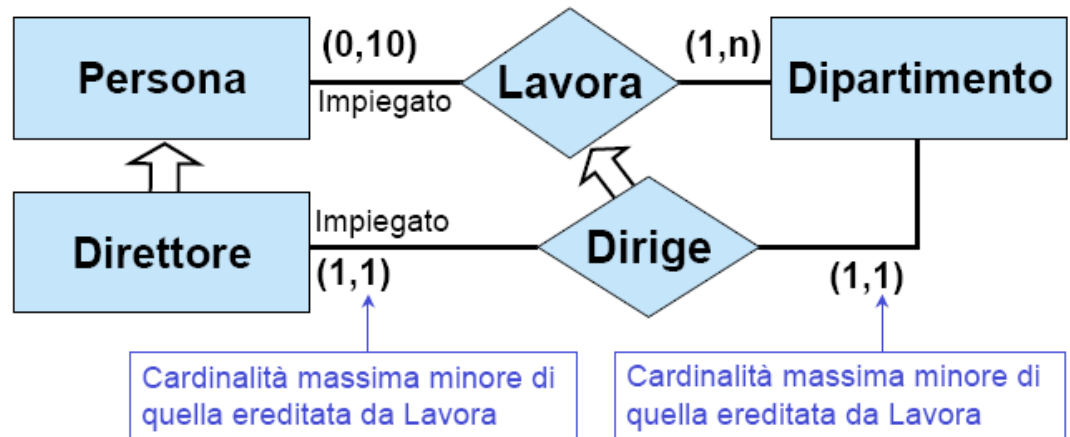 (0,10)
(1,n)
Persona
Lavora
Dipartimento
Impiegato
Impiegato
Direttore
Dirige
(1,1)
(1,1)
Cardinalità massima minore di
quella ereditata da Lavora
Cardinalità massima minore di
quella ereditata da Lavora